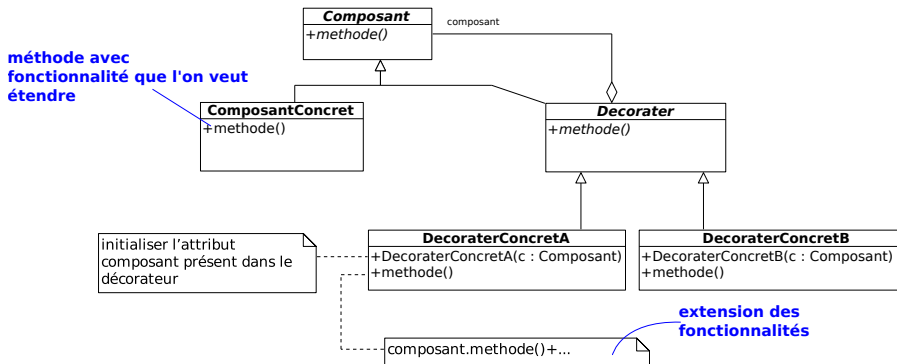 Composant
+methode()
composant
méthode avec
fonctionnalité que l'on veut
étendre
ComposantConcret
+methode()
Decorater
+methode()
initialiser l'attribut
composant présent dans le
décorateur
DecoraterConcretA
+DecoraterConcretA(c : Composant)
+methode()
DecoraterConcretB
+DecoraterConcretB(c : Composant)
+methode()
extension des
fonctionnalités
composant.methode()+...